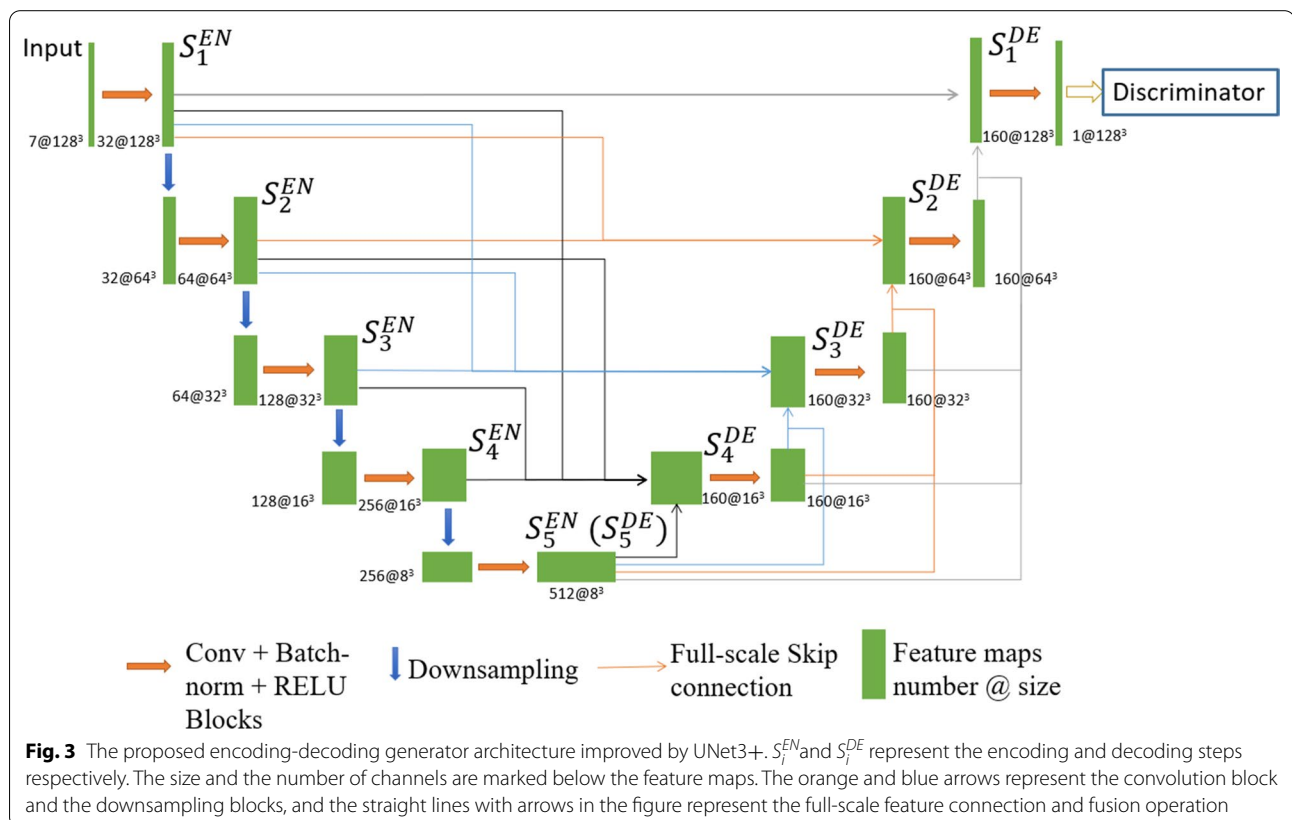 Input
S_1^{EN}
S_1^{DE}
Discriminator
7@128³
32@128³
160@128³
1@128³
S_2^{EN}
S_2^{DE}
32@64³
64@64³
160@64³
160@64³
S_3^{EN}
S_3^{DE}
64@32³
128@32³
160@32³
160@32³
S_4^{EN}
S_4^{DE}
128@16³
256@16³
160@16³
160@16³
S_5^{EN} (S_5^{DE})
256@8³
512@8³
Conv + Batch-
norm + RELU
Blocks
Downsampling
Full-scale Skip
connection
Feature maps
number @ size
Fig. 3 The proposed encoding-decoding generator architecture improved by UNet3+. S_i^{EN}and S_i^{DE} represent the encoding and decoding steps
respectively. The size and the number of channels are marked below the feature maps. The orange and blue arrows represent the convolution block
and the downsampling blocks, and the straight lines with arrows in the figure represent the full-scale feature connection and fusion operation